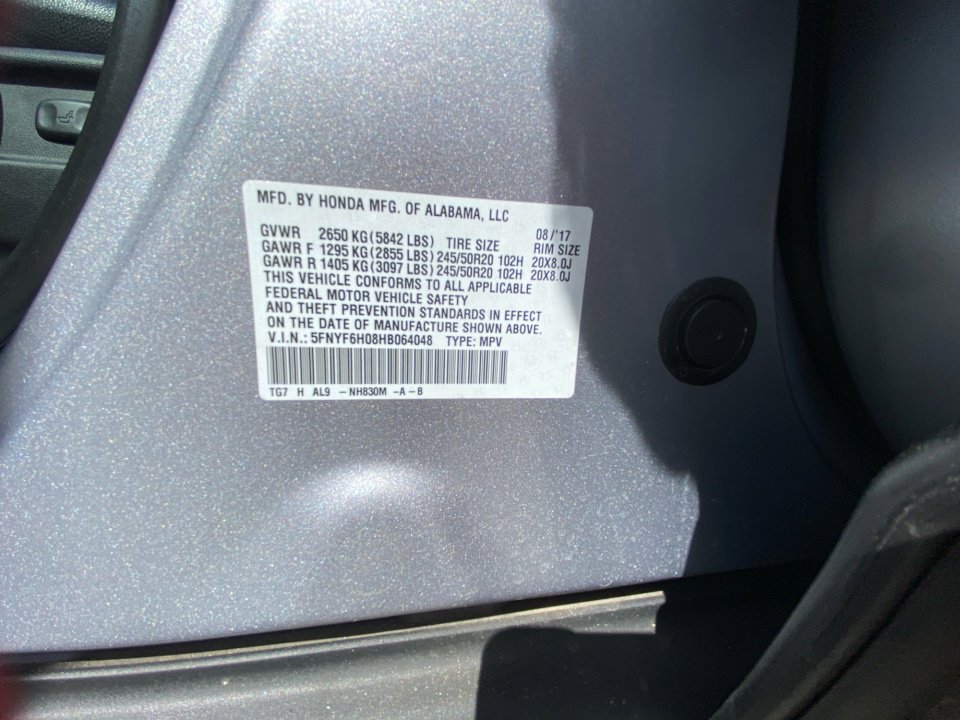 MFD. BY HONDA MFG. OF ALABAMA, LLC 08/'17
GVWR 2650 KG (5842 LBS) TIRE SIZE RIM SIZE
GAWR F 1295 KG (2855 LBS) 245/50R20 102H 20X8.0J
GAWR R 1405 KG (3097 LBS) 245/50R20 102H 20X8.0J
THIS VEHICLE CONFORMS TO ALL APPLICABLE
FEDERAL MOTOR VEHICLE SAFETY
AND THEFT PREVENTION STANDARDS IN EFFECT
ON THE DATE OF MANUFACTURE SHOWN ABOVE.
V.I.N.: 5FNYF6H08HB064048 TYPE: MPV
TG7 H AL9 -NH830M -A-B